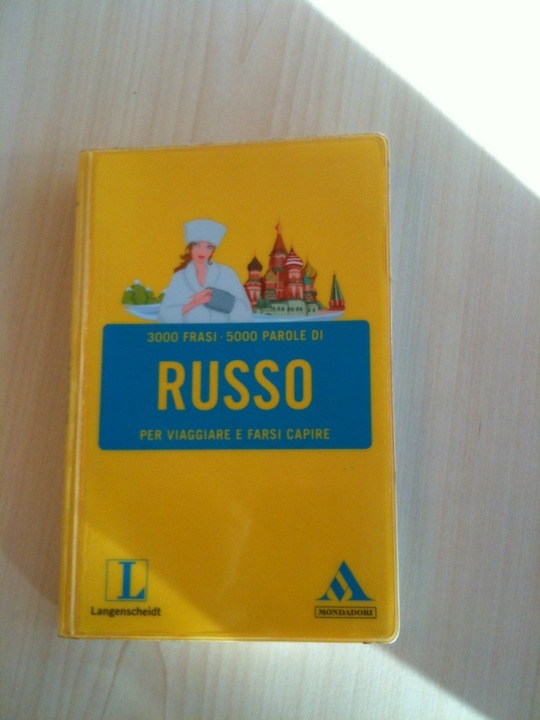 3000 FRASI · 5000 PAROLE DI
RUSSO
PER VIAGGIARE E FARSI CAPIRE
L
Langenscheidt
MONDADORI